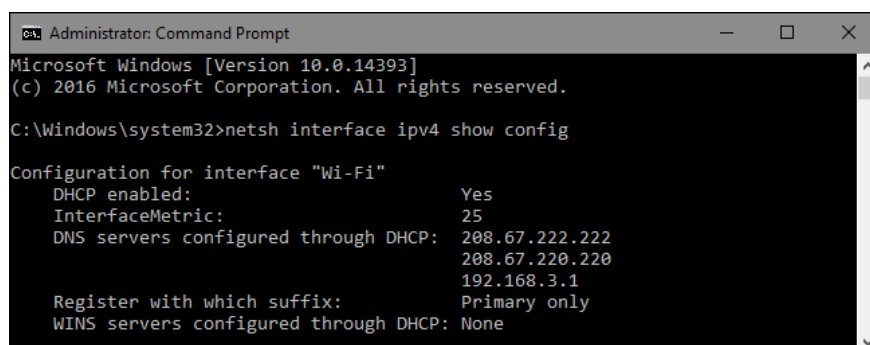 Administrator: Command Prompt
Microsoft Windows [Version 10.0.14393]
(c) 2016 Microsoft Corporation. All rights reserved.
C:\Windows\system32>netsh interface ipv4 show config
Configuration for interface "Wi-Fi"
DHCP enabled: Yes
InterfaceMetric: 25
DNS servers configured through DHCP: 208.67.222.222
208.67.220.220
192.168.3.1
Register with which suffix: Primary only
WINS servers configured through DHCP: None